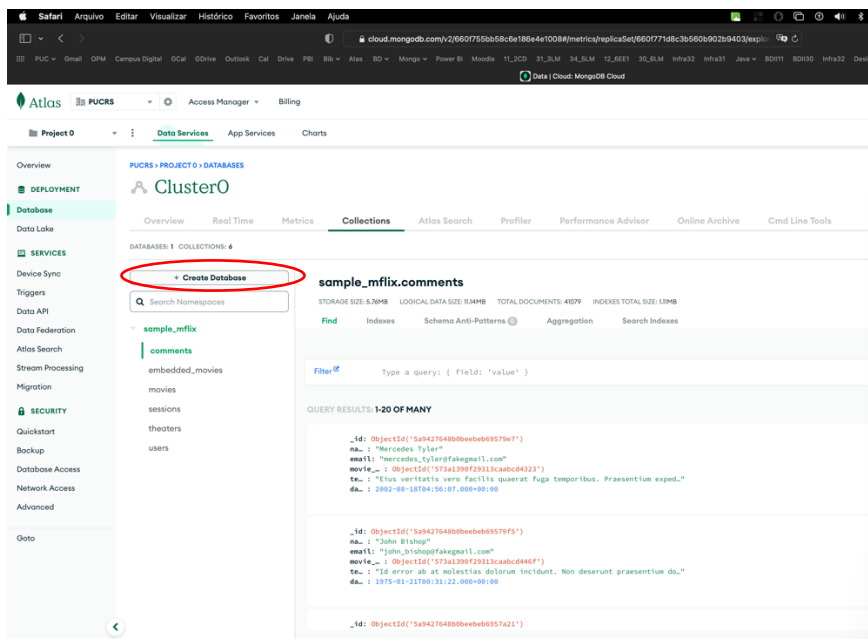 Safari Arquivo Editar Visualizar Histórico Favoritos Janela Ajuda
cloud.mongodb.com/v2/660f755bb58c6e186e4e1008#/metrics/replicaSet/660f771d8c3b560b902b9403/explo
PUC Gmail OPM Campus Digital GCal GDrive Outlook Cal Drive PBI Bib Atas BD Mongo Power BI Moodle 11_2CD 31_3LM 34_5LM 12_6EE1 30_6LM Infra32 Infra31 Java BDI111 BDII30 Infra32 Desi
Data | Cloud: MongoDB Cloud
Atlas PUCRS Access Manager Billing
Project 0 Data Services App Services Charts
Overview
DEPLOYMENT
Database
Data Lake
SERVICES
Device Sync
Triggers
Data API
Data Federation
Atlas Search
Stream Processing
Migration
SECURITY
Quickstart
Backup
Database Access
Network Access
Advanced
Goto
PUCRS > PROJECT 0 > DATABASES
Cluster0
Overview Real Time Metrics Collections Atlas Search Profiler Performance Advisor Online Archive Cmd Line Tools
DATABASES: 1 COLLECTIONS: 6
+ Create Database
Search Namespaces
sample_mflix
comments
embedded_movies
movies
sessions
theaters
users
sample_mflix.comments
STORAGE SIZE: 5.76MB LOGICAL DATA SIZE: 11.14MB TOTAL DOCUMENTS: 41079 INDEXES TOTAL SIZE: 1.11MB
Find Indexes Schema Anti-Patterns 0 Aggregation Search Indexes
Filter Type a query: { field: 'value' }
QUERY RESULTS: 1-20 OF MANY
_id: ObjectId('5a9427648b0beebeb69579e7')
na… : "Mercedes Tyler"
email: "mercedes_tyler@fakegmail.com"
movie_… : ObjectId('573a1390f29313caabcd4323')
te… : "Eius veritatis vero facilis quaerat fuga temporibus. Praesentium exped…"
da… : 2002-08-18T04:56:07.000+00:00
_id: ObjectId('5a9427648b0beebeb69579f5')
na… : "John Bishop"
email: "john_bishop@fakegmail.com"
movie_… : ObjectId('573a1390f29313caabcd446f')
te… : "Id error ab at molestias dolorum incidunt. Non deserunt praesentium do…"
da… : 1975-01-21T00:31:22.000+00:00
_id: ObjectId('5a9427648b0beebeb6957a21')